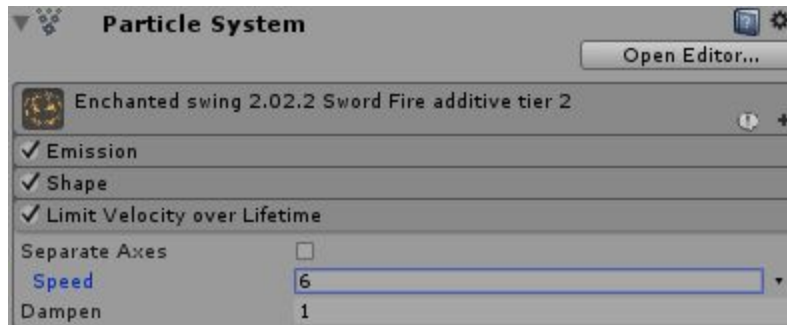 Particle System
Open Editor...
Enchanted swing 2.02.2 Sword Fire additive tier 2
Emission
Shape
Limit Velocity over Lifetime
Separate Axes
Speed 6
Dampen 1